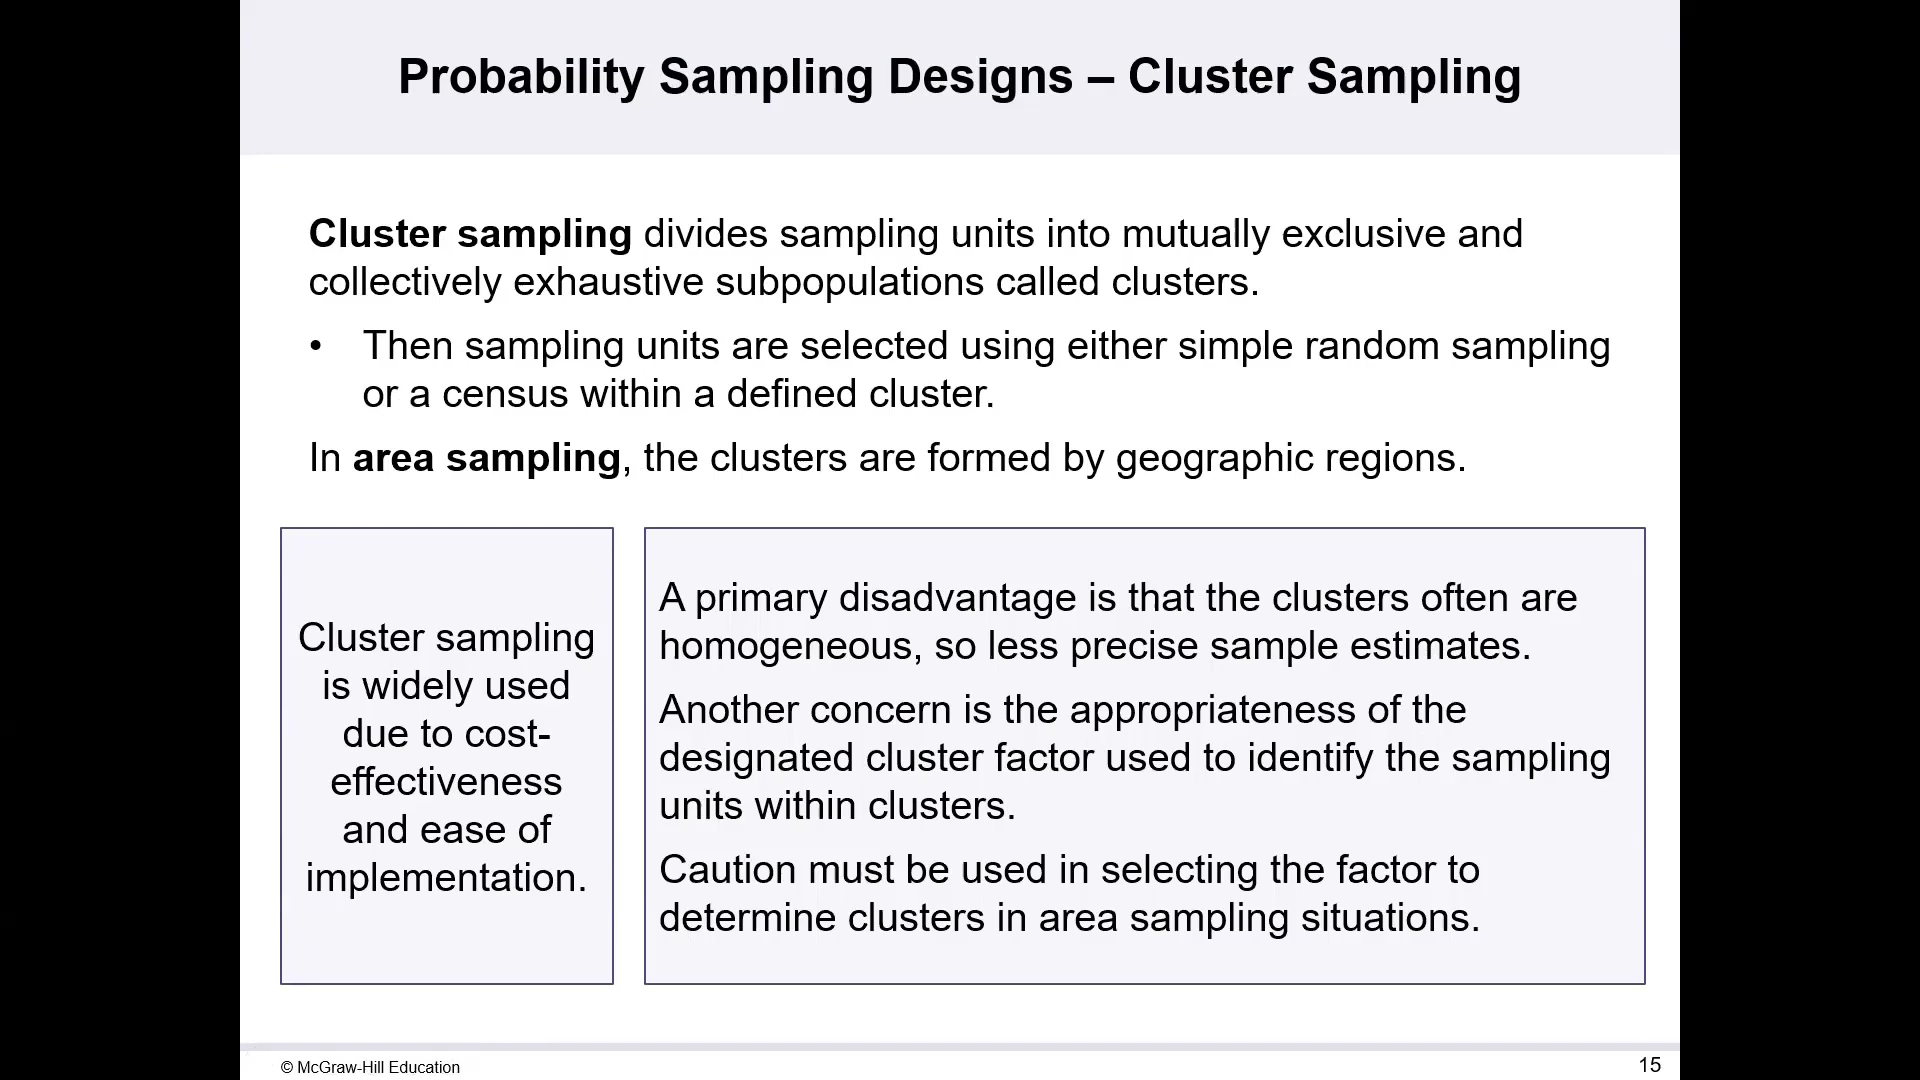 Probability Sampling Designs – Cluster Sampling
Cluster sampling divides sampling units into mutually exclusive and
collectively exhaustive subpopulations called clusters.
• Then sampling units are selected using either simple random sampling
or a census within a defined cluster.
In area sampling, the clusters are formed by geographic regions.
Cluster sampling
is widely used
due to cost-
effectiveness
and ease of
implementation.
A primary disadvantage is that the clusters often are
homogeneous, so less precise sample estimates.
Another concern is the appropriateness of the
designated cluster factor used to identify the sampling
units within clusters.
Caution must be used in selecting the factor to
determine clusters in area sampling situations.
© McGraw-Hill Education
15